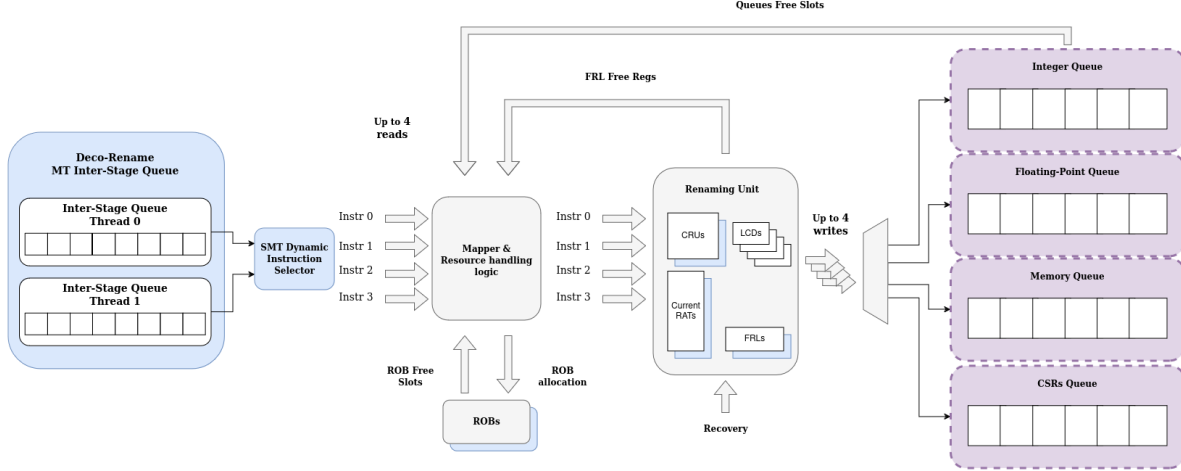 Queues Free Slots
FRL Free Regs
Up to 4
reads
Deco-Rename
MT Inter-Stage Queue
Inter-Stage Queue
Thread 0
Inter-Stage Queue
Thread 1
SMT Dynamic
Instruction
Selector
Instr 0
Instr 1
Instr 2
Instr 3
Mapper &
Resource handling
logic
ROB Free
Slots
ROB
allocation
ROBs
Instr 0
Instr 1
Instr 2
Instr 3
Renaming Unit
CRUs
LCDs
Current
RATs
FRLs
Recovery
Up to 4
writes
Integer Queue
Floating-Point Queue
Memory Queue
CSRs Queue